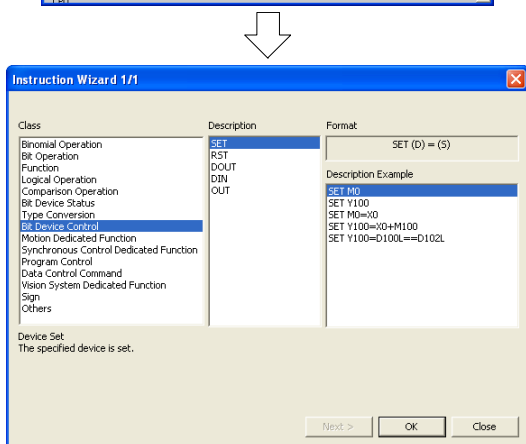 Instruction Wizard 1/1
Class
Binomial Operation
Bit Operation
Function
Logical Operation
Comparison Operation
Bit Device Status
Type Conversion
Bit Device Control
Motion Dedicated Function
Synchronous Control Dedicated Function
Program Control
Data Control Command
Vision System Dedicated Function
Sign
Others
Description
SET
RST
DOUT
DIN
OUT
Format
SET (D) = (S)
Description Example
SET M0
SET Y100
SET M0=X0
SET Y100=X0+M100
SET Y100=D100L==D102L
Device Set
The specified device is set.
Next >
OK
Close